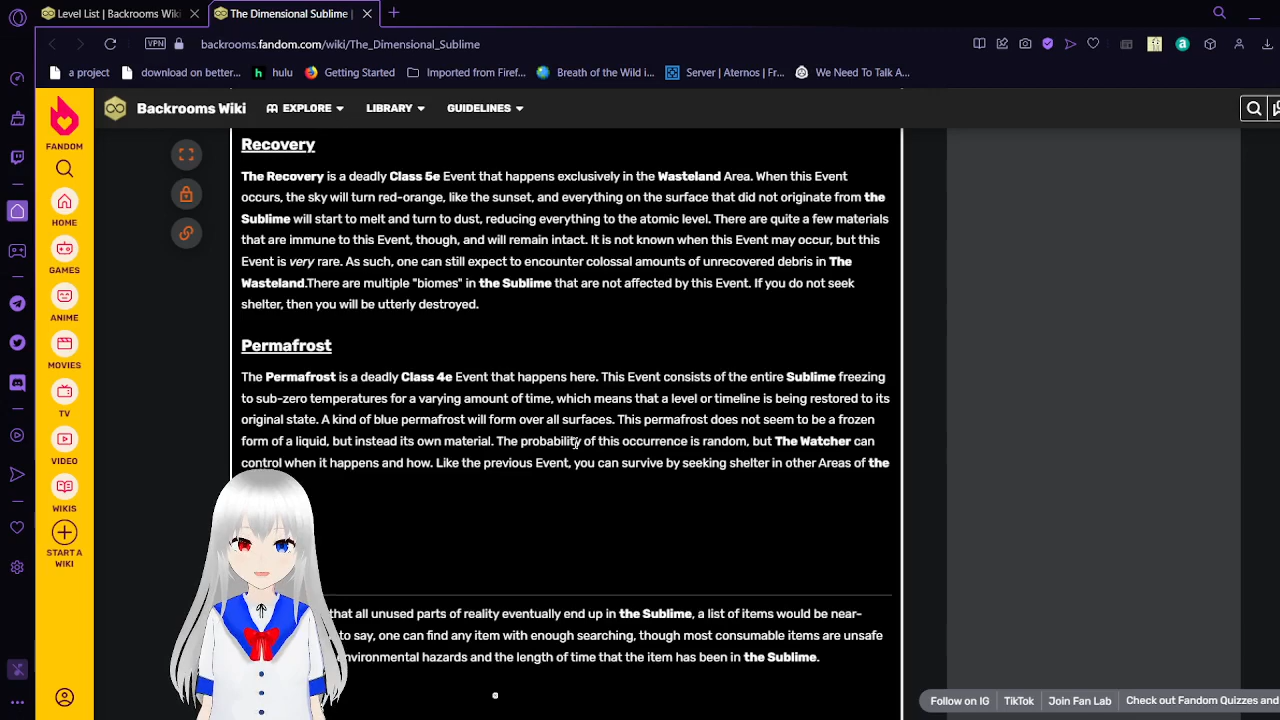 Level List | Backrooms Wiki
The Dimensional Sublime |
VPN
backrooms.fandom.com/wiki/The_Dimensional_Sublime
a project
download on better...
hulu
Getting Started
Imported from Firef...
Breath of the Wild i...
Server | Aternos | Fr...
We Need To Talk A...
Backrooms Wiki
EXPLORE
LIBRARY
GUIDELINES
FANDOM
HOME
GAMES
ANIME
MOVIES
TV
VIDEO
WIKIS
START A
WIKI
Recovery
The Recovery is a deadly Class 5e Event that happens exclusively in the Wasteland Area. When this Event
occurs, the sky will turn red-orange, like the sunset, and everything on the surface that did not originate from the
Sublime will start to melt and turn to dust, reducing everything to the atomic level. There are quite a few materials
that are immune to this Event, though, and will remain intact. It is not known when this Event may occur, but this
Event is very rare. As such, one can still expect to encounter colossal amounts of unrecovered debris in The
Wasteland.There are multiple "biomes" in the Sublime that are not affected by this Event. If you do not seek
shelter, then you will be utterly destroyed.
Permafrost
The Permafrost is a deadly Class 4e Event that happens here. This Event consists of the entire Sublime freezing
to sub-zero temperatures for a varying amount of time, which means that a level or timeline is being restored to its
original state. A kind of blue permafrost will form over all surfaces. This permafrost does not seem to be a frozen
form of a liquid, but instead its own material. The probability of this occurrence is random, but The Watcher can
control when it happens and how. Like the previous Event, you can survive by seeking shelter in other Areas of the
that all unused parts of reality eventually end up in the Sublime, a list of items would be near-
to say, one can find any item with enough searching, though most consumable items are unsafe
environmental hazards and the length of time that the item has been in the Sublime.
Follow on IG
TikTok
Join Fan Lab
Check out Fandom Quizzes and